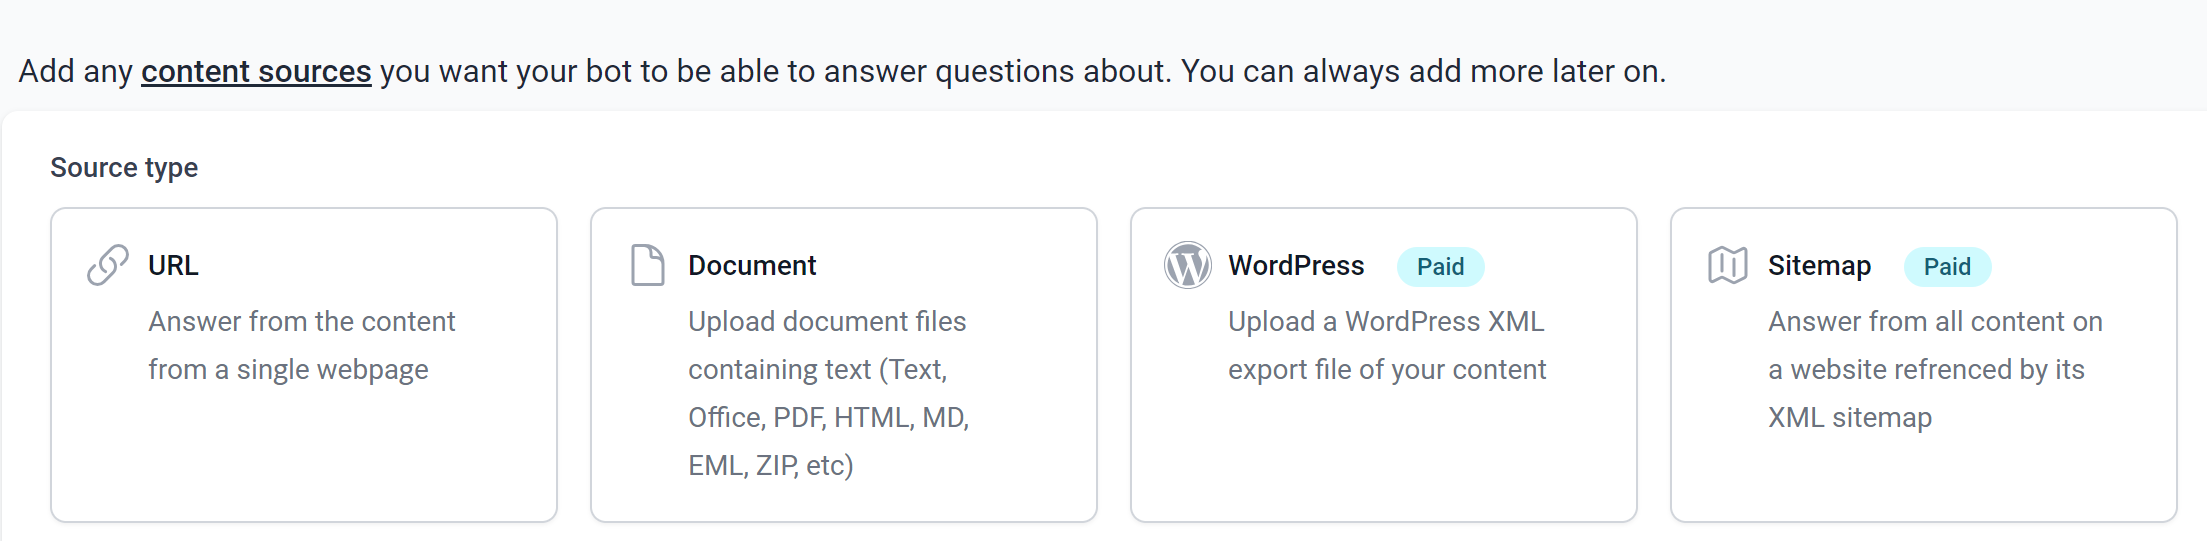 Add any content sources you want your bot to be able to answer questions about. You can always add more later on.
Source type
URL
Answer from the content
from a single webpage
Document
Upload document files
containing text (Text,
Office, PDF, HTML, MD,
EML, ZIP, etc)
WordPress Paid
Upload a WordPress XML
export file of your content
Sitemap Paid
Answer from all content on
a website refrenced by its
XML sitemap